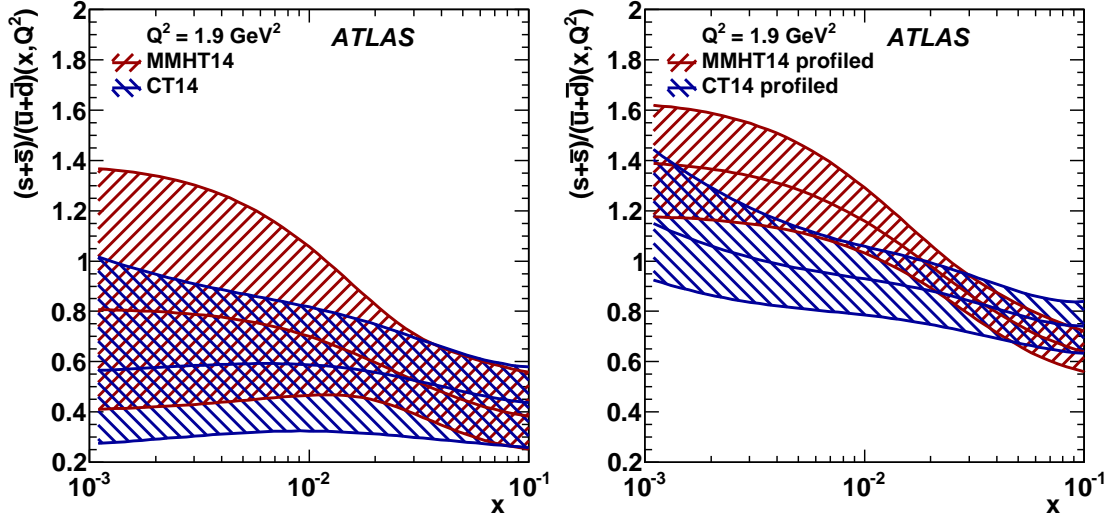 (s+s̅)/(u̅+d̅)(x,Q²)
2
1.8
1.6
1.4
1.2
1
0.8
0.6
0.4
0.2
Q² = 1.9 GeV² ATLAS
MMHT14
CT14
10⁻³ 10⁻² 10⁻¹
x
(s+s̅)/(u̅+d̅)(x,Q²)
2
1.8
1.6
1.4
1.2
1
0.8
0.6
0.4
0.2
Q² = 1.9 GeV² ATLAS
MMHT14 profiled
CT14 profiled
10⁻³ 10⁻² 10⁻¹
x